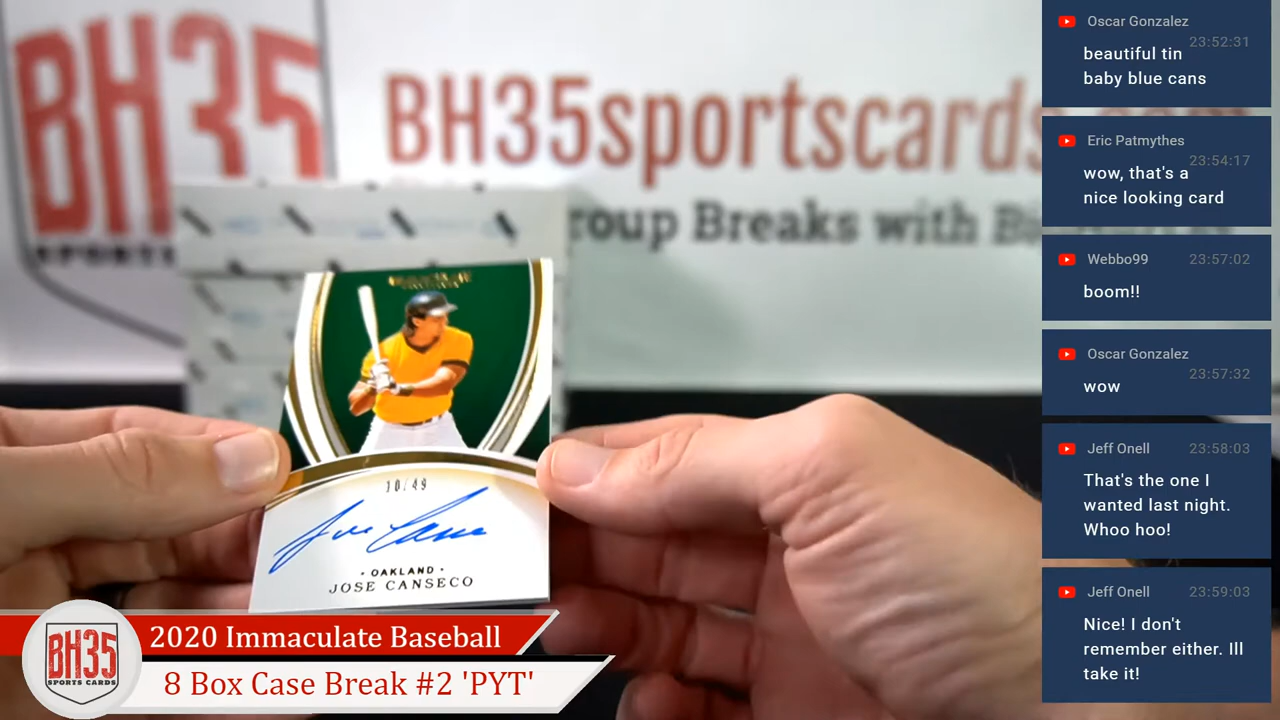 BH35
SPORTS
BH35sportscards.com
roup Breaks with
10/49
· OAKLAND ·
JOSE CANSECO
BH35
SPORTS CARDS
2020 Immaculate Baseball
8 Box Case Break #2 'PYT'
Oscar Gonzalez
23:52:31
beautiful tin
baby blue cans
Eric Patmythes
23:54:17
wow, that's a
nice looking card
Webbo99 23:57:02
boom!!
Oscar Gonzalez
23:57:32
wow
Jeff Onell 23:58:03
That's the one I
wanted last night.
Whoo hoo!
Jeff Onell 23:59:03
Nice! I don't
remember either. Ill
take it!